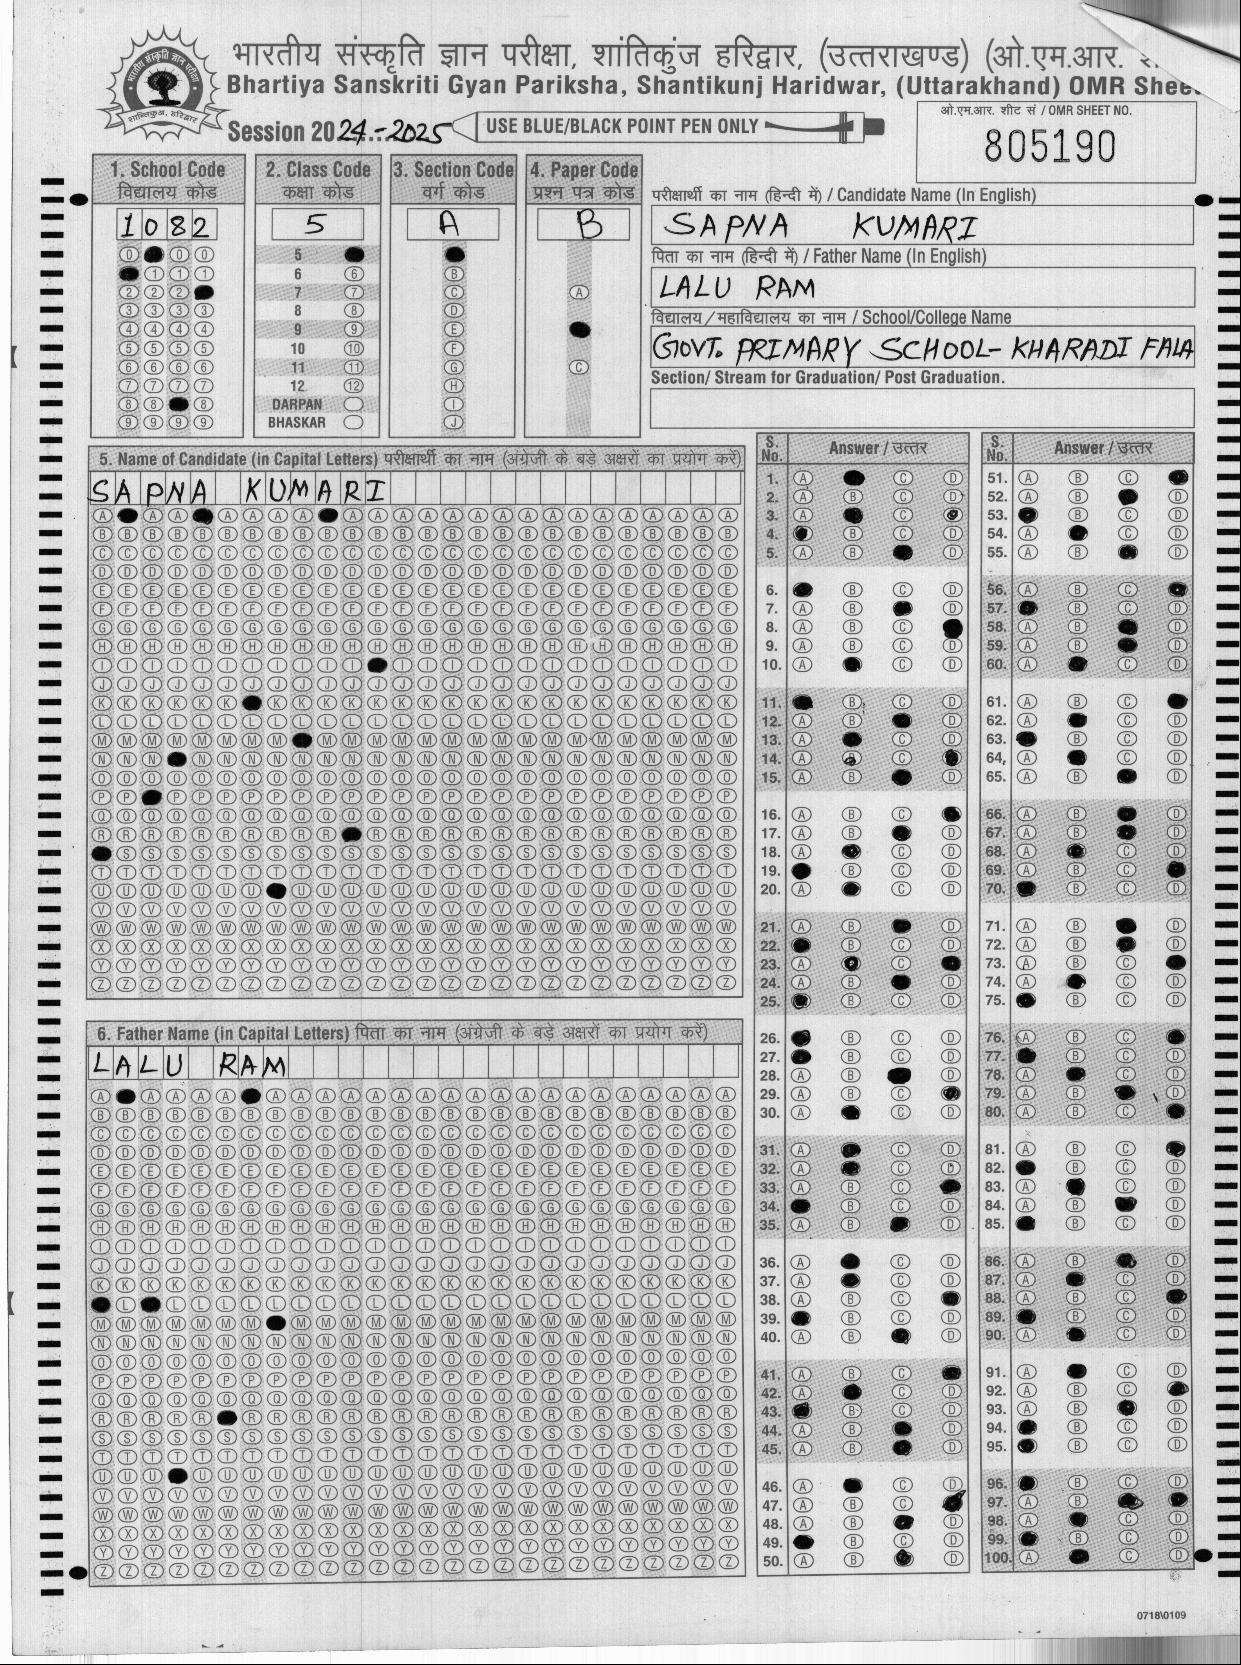 भारतीय संस्कृति ज्ञान परीक्षा, शांतिकुंज हरिद्वार, (उत्तराखण्ड) (ओ.एम.आर.
Bhartiya Sanskriti Gyan Pariksha, Shantikunj Haridwar, (Uttarakhand) OMR Shee
Session 2024-2025
USE BLUE/BLACK POINT PEN ONLY
ओ.एम.आर. शीट सं / OMR SHEET NO.
805190
1. School Code
विद्यालय कोड
1082
2. Class Code
कक्षा कोड
5
3. Section Code
वर्ग कोड
A
4. Paper Code
प्रश्न पत्र कोड
B
परीक्षार्थी का नाम (हिन्दी में) / Candidate Name (In English)
SAPNA KUMARI
पिता का नाम (हिन्दी में) / Father Name (In English)
LALU RAM
विद्यालय/महाविद्यालय का नाम / School/College Name
GOVT. PRIMARY SCHOOL- KHARADI FALA
Section/ Stream for Graduation/ Post Graduation.
5
6
7
8
9
10
11
12
DARPAN
BHASKAR
5. Name of Candidate (in Capital Letters) परीक्षार्थी का नाम (अंग्रेजी के बड़े अक्षरों का प्रयोग करें)
SAPNA KUMARI
6. Father Name (in Capital Letters) पिता का नाम (अंग्रेजी के बड़े अक्षरों का प्रयोग करें)
LALU RAM
S. No. Answer / उत्तर
S. No. Answer / उत्तर
0718\0109